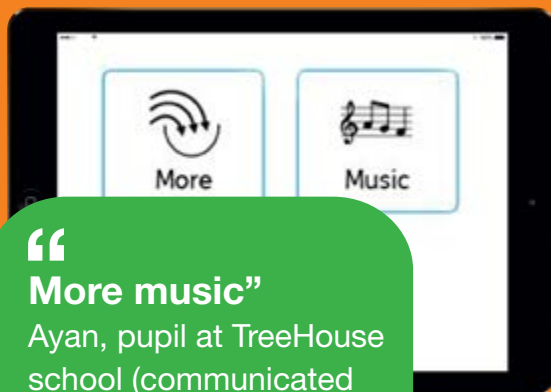 More
Music
“
More music”
Ayan, pupil at TreeHouse
school (communicated